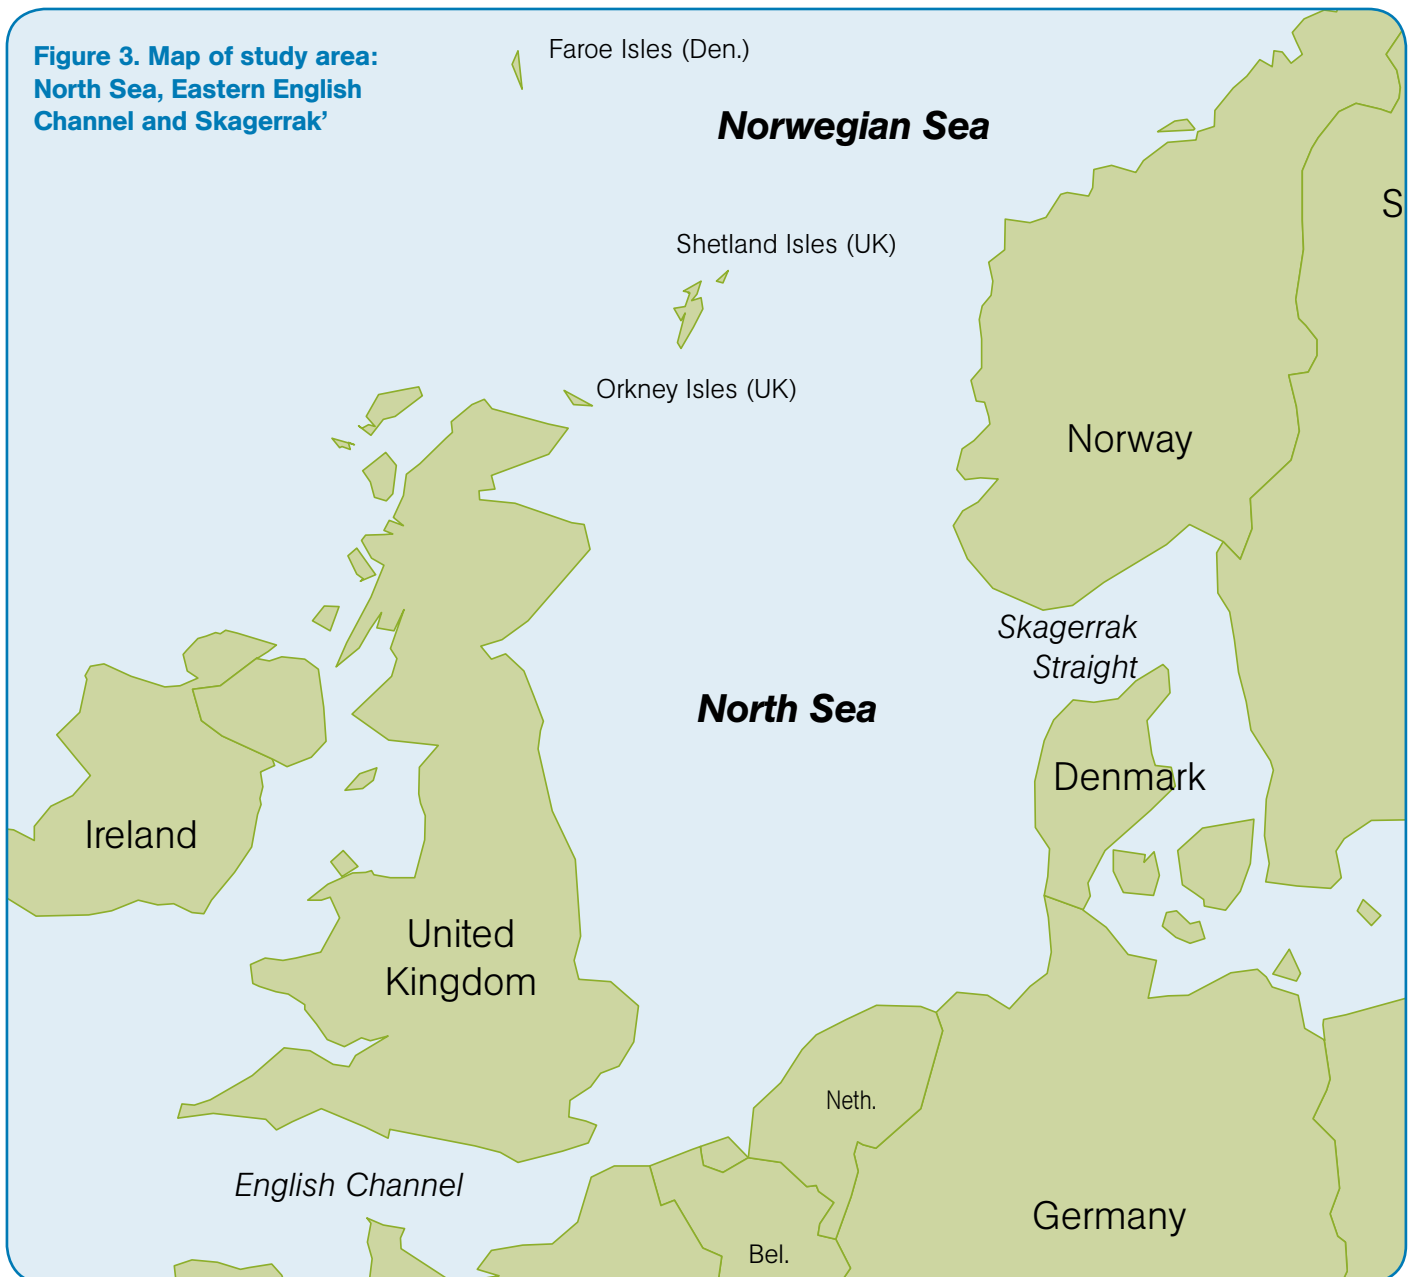 Figure 3. Map of study area:
North Sea, Eastern English
Channel and Skagerrak’
Faroe Isles (Den.)
Norwegian Sea
S
Shetland Isles (UK)
Orkney Isles (UK)
Norway
Skagerrak
Straight
North Sea
Denmark
Ireland
United
Kingdom
Neth.
English Channel
Germany
Bel.